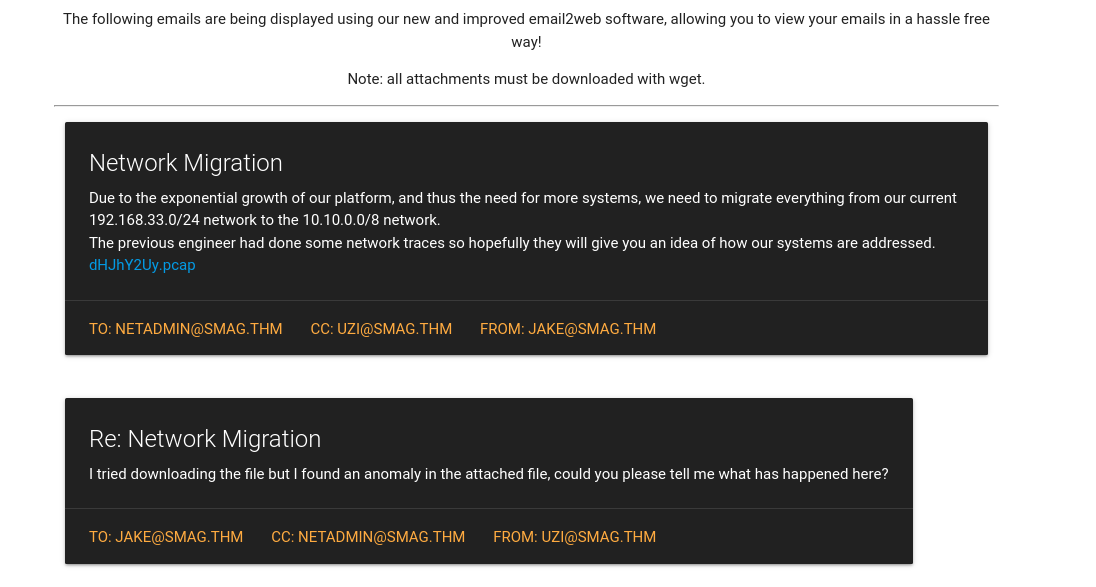 The following emails are being displayed using our new and improved email2web software, allowing you to view your emails in a hassle free
way!
Note: all attachments must be downloaded with wget.
Network Migration
Due to the exponential growth of our platform, and thus the need for more systems, we need to migrate everything from our current
192.168.33.0/24 network to the 10.10.0.0/8 network.
The previous engineer had done some network traces so hopefully they will give you an idea of how our systems are addressed.
dHJhY2Uy.pcap
TO: NETADMIN@SMAG.THM CC: UZI@SMAG.THM FROM: JAKE@SMAG.THM
Re: Network Migration
I tried downloading the file but I found an anomaly in the attached file, could you please tell me what has happened here?
TO: JAKE@SMAG.THM CC: NETADMIN@SMAG.THM FROM: UZI@SMAG.THM